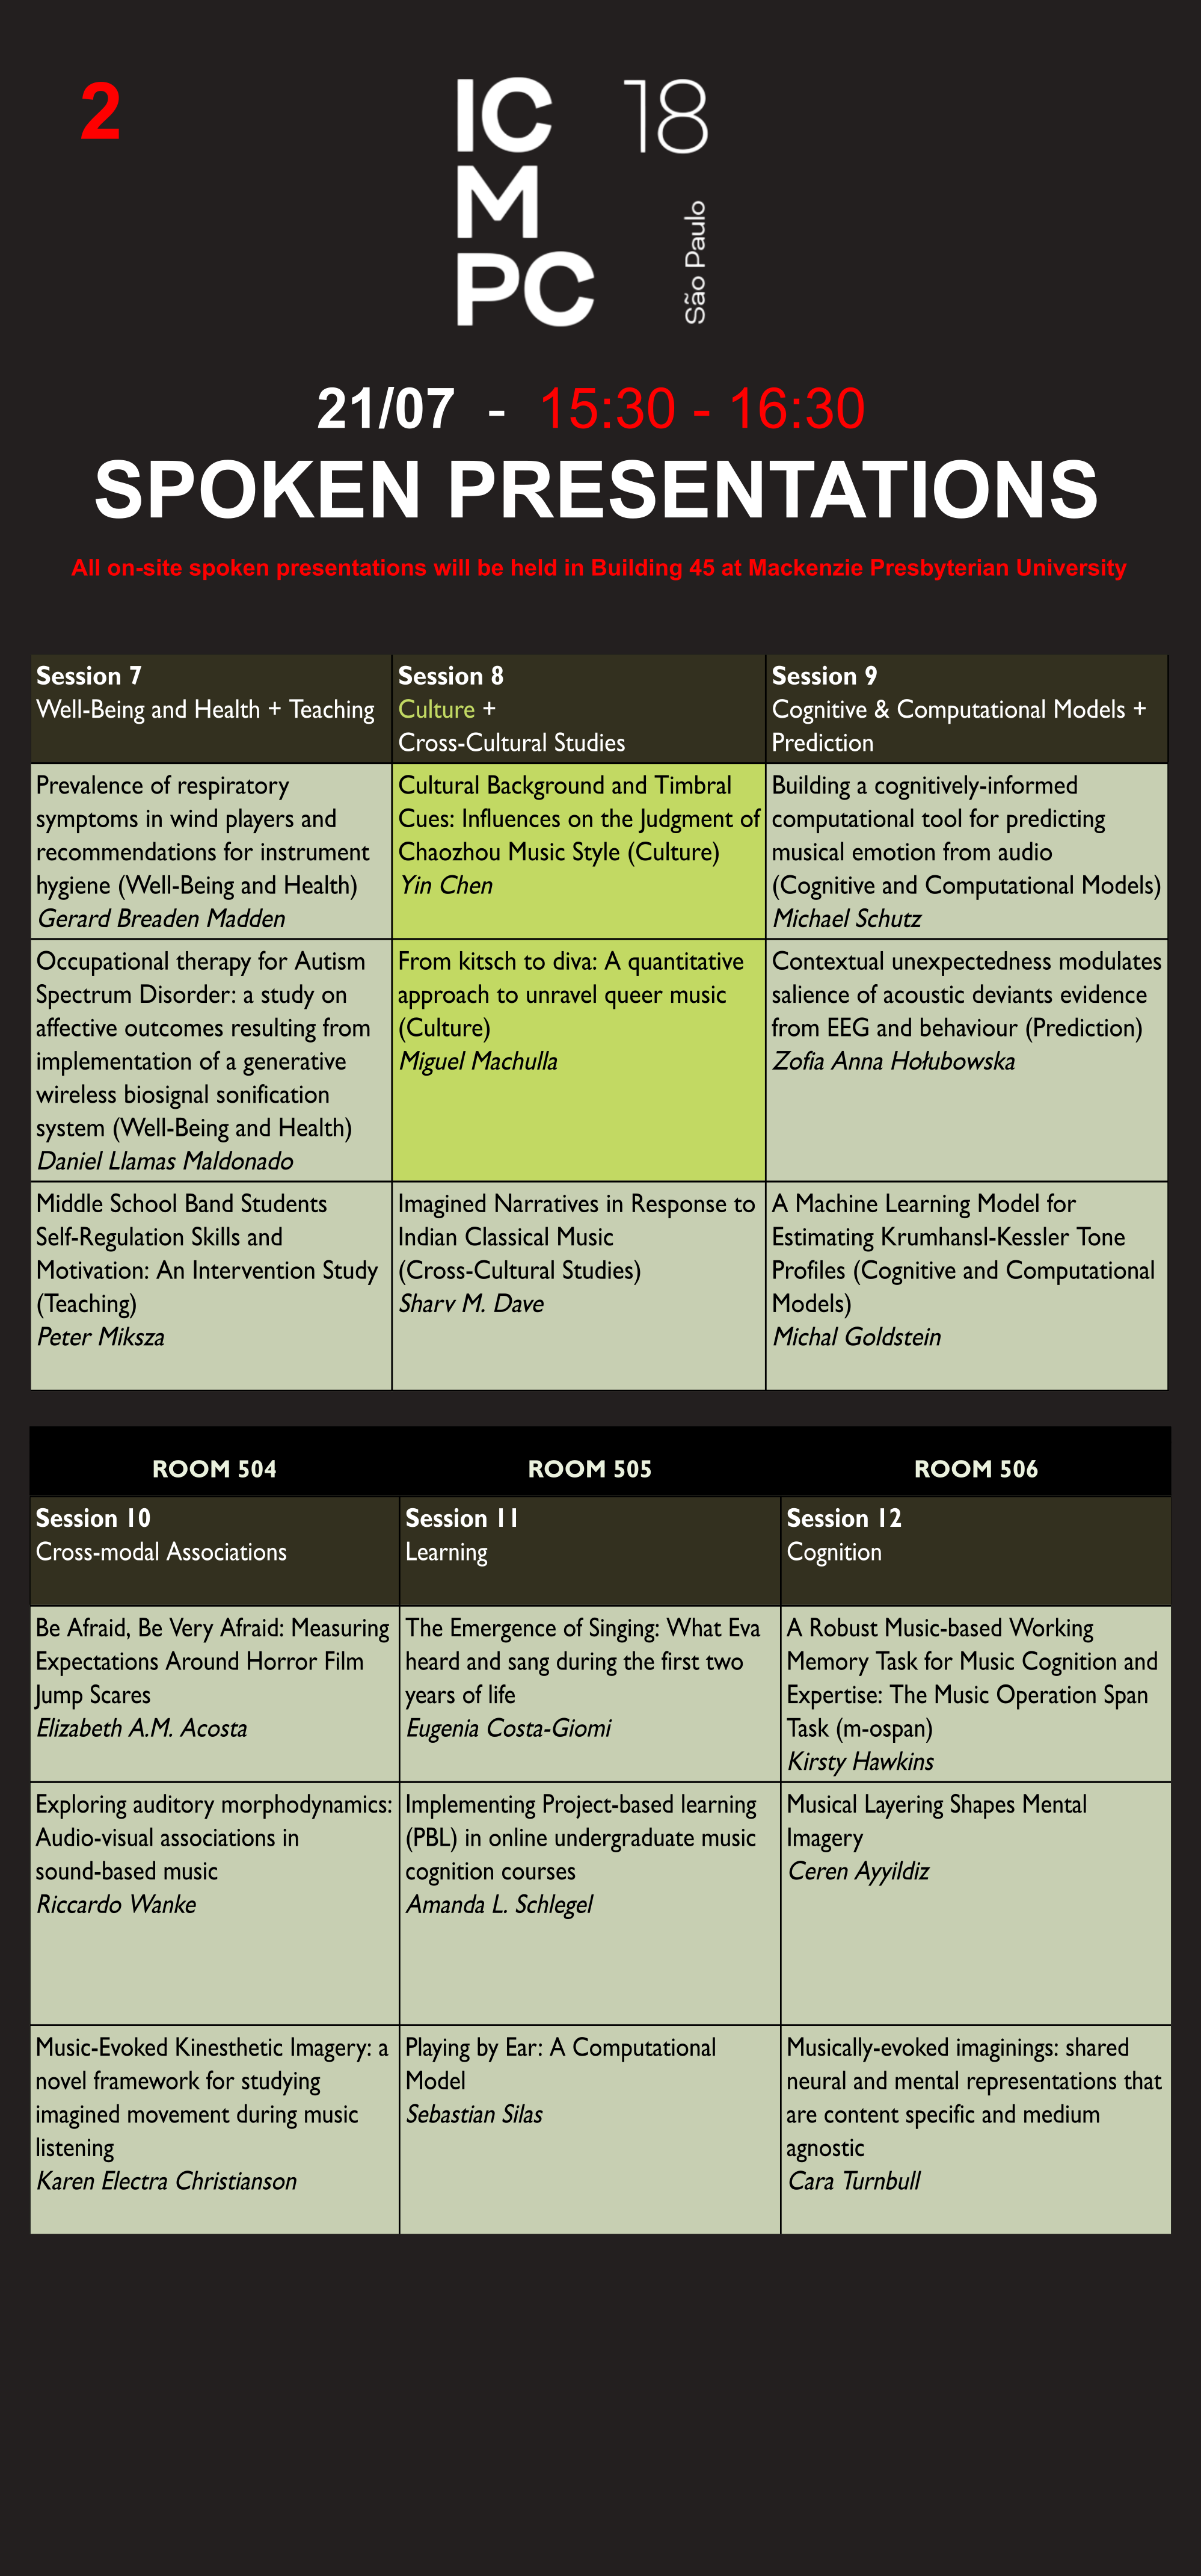 2
IC 18
M
PC
São Paulo
21/07 - 15:30 - 16:30
SPOKEN PRESENTATIONS
All on-site spoken presentations will be held in Building 45 at Mackenzie Presbyterian University
Session 7
Well-Being and Health + Teaching
Session 8
Culture +
Cross-Cultural Studies
Session 9
Cognitive & Computational Models +
Prediction
Prevalence of respiratory
symptoms in wind players and
recommendations for instrument
hygiene (Well-Being and Health)
Gerard Breaden Madden
Cultural Background and Timbral
Cues: Influences on the Judgment of
Chaozhou Music Style (Culture)
Yin Chen
Building a cognitively-informed
computational tool for predicting
musical emotion from audio
(Cognitive and Computational Models)
Michael Schutz
Occupational therapy for Autism
Spectrum Disorder: a study on
affective outcomes resulting from
implementation of a generative
wireless biosignal sonification
system (Well-Being and Health)
Daniel Llamas Maldonado
From kitsch to diva: A quantitative
approach to unravel queer music
(Culture)
Miguel Machulla
Contextual unexpectedness modulates
salience of acoustic deviants evidence
from EEG and behaviour (Prediction)
Zofia Anna Hołubowska
Middle School Band Students
Self-Regulation Skills and
Motivation: An Intervention Study
(Teaching)
Peter Miksza
Imagined Narratives in Response to
Indian Classical Music
(Cross-Cultural Studies)
Sharv M. Dave
A Machine Learning Model for
Estimating Krumhansl-Kessler Tone
Profiles (Cognitive and Computational
Models)
Michal Goldstein
ROOM 504
ROOM 505
ROOM 506
Session 10
Cross-modal Associations
Session 11
Learning
Session 12
Cognition
Be Afraid, Be Very Afraid: Measuring
Expectations Around Horror Film
Jump Scares
Elizabeth A.M. Acosta
The Emergence of Singing: What Eva
heard and sang during the first two
years of life
Eugenia Costa-Giomi
A Robust Music-based Working
Memory Task for Music Cognition and
Expertise: The Music Operation Span
Task (m-ospan)
Kirsty Hawkins
Exploring auditory morphodynamics:
Audio-visual associations in
sound-based music
Riccardo Wanke
Implementing Project-based learning
(PBL) in online undergraduate music
cognition courses
Amanda L. Schlegel
Musical Layering Shapes Mental
Imagery
Ceren Ayyildiz
Music-Evoked Kinesthetic Imagery: a
novel framework for studying
imagined movement during music
listening
Karen Electra Christianson
Playing by Ear: A Computational
Model
Sebastian Silas
Musically-evoked imaginings: shared
neural and mental representations that
are content specific and medium
agnostic
Cara Turnbull